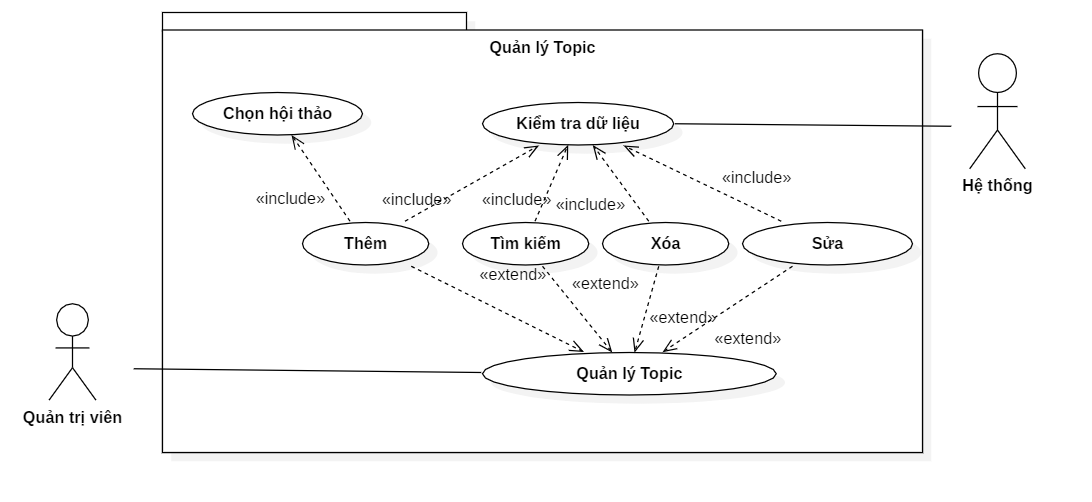 Quản lý Topic
Chọn hội thảo
Kiểm tra dữ liệu
Hệ thống
«include»
«include»
«include»
«include»
«include»
Thêm
Tìm kiếm
Xóa
Sửa
«extend»
«extend»
«extend»
«extend»
Quản lý Topic
Quản trị viên